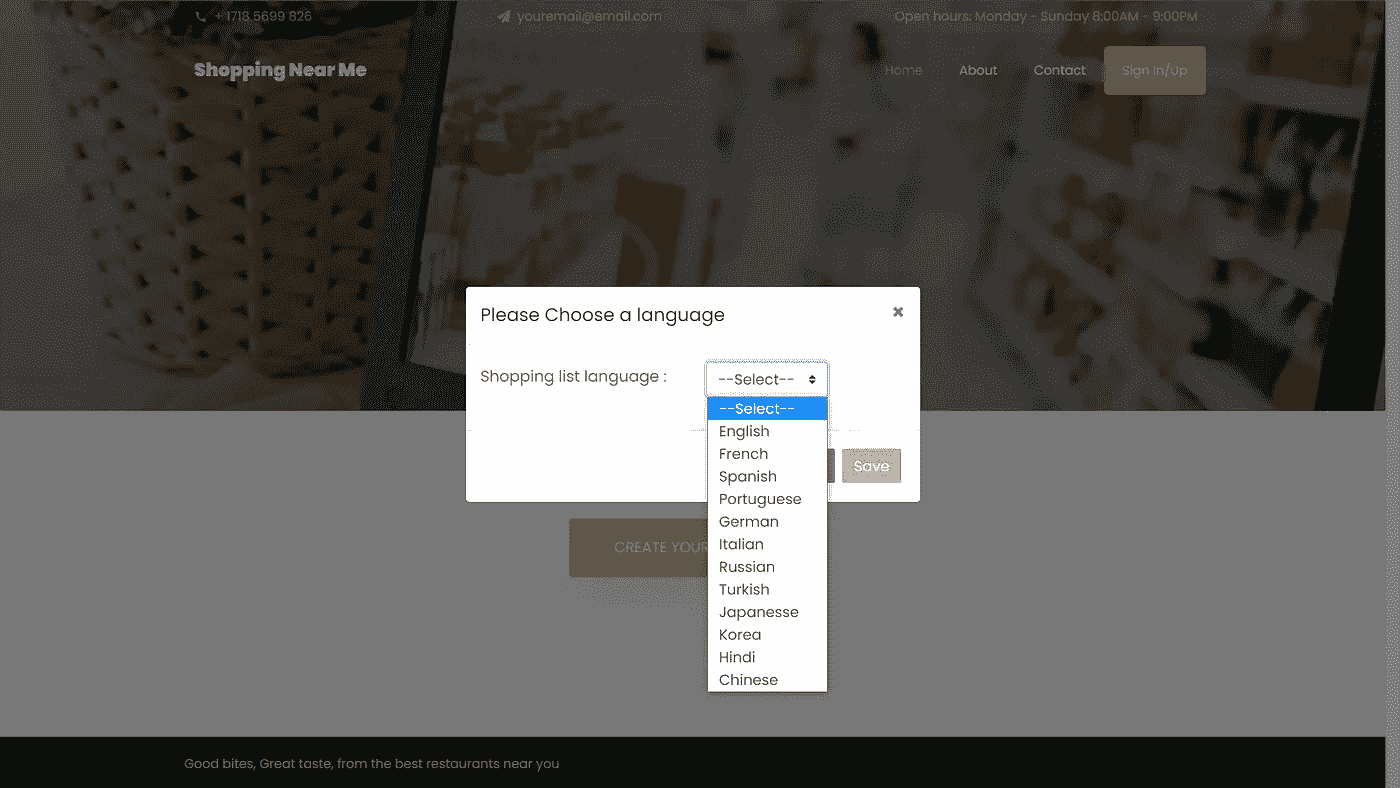 + 1718 5699 826
youremail@email.com
Open hours: Monday - Sunday 8:00AM - 9:00PM
Shopping Near Me
Home
About
Contact
Sign In/Up
Please Choose a language
Shopping list language :
--Select--
--Select--
English
French
Spanish
Portuguese
German
Italian
Russian
Turkish
Japanesse
Korea
Hindi
Chinese
Save
CREATE YOUR
Good bites, Great taste, from the best restaurants near you